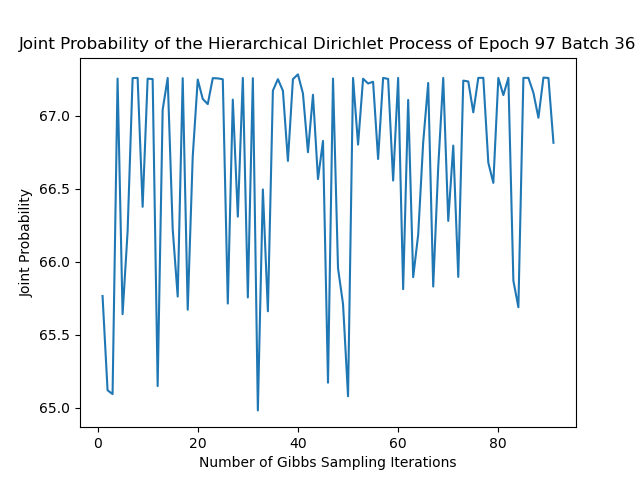 Joint Probability of the Hierarchical Dirichlet Process of Epoch 97 Batch 36
67.0
66.5
66.0
65.5
65.0
Joint Probability
0 20 40 60 80
Number of Gibbs Sampling Iterations